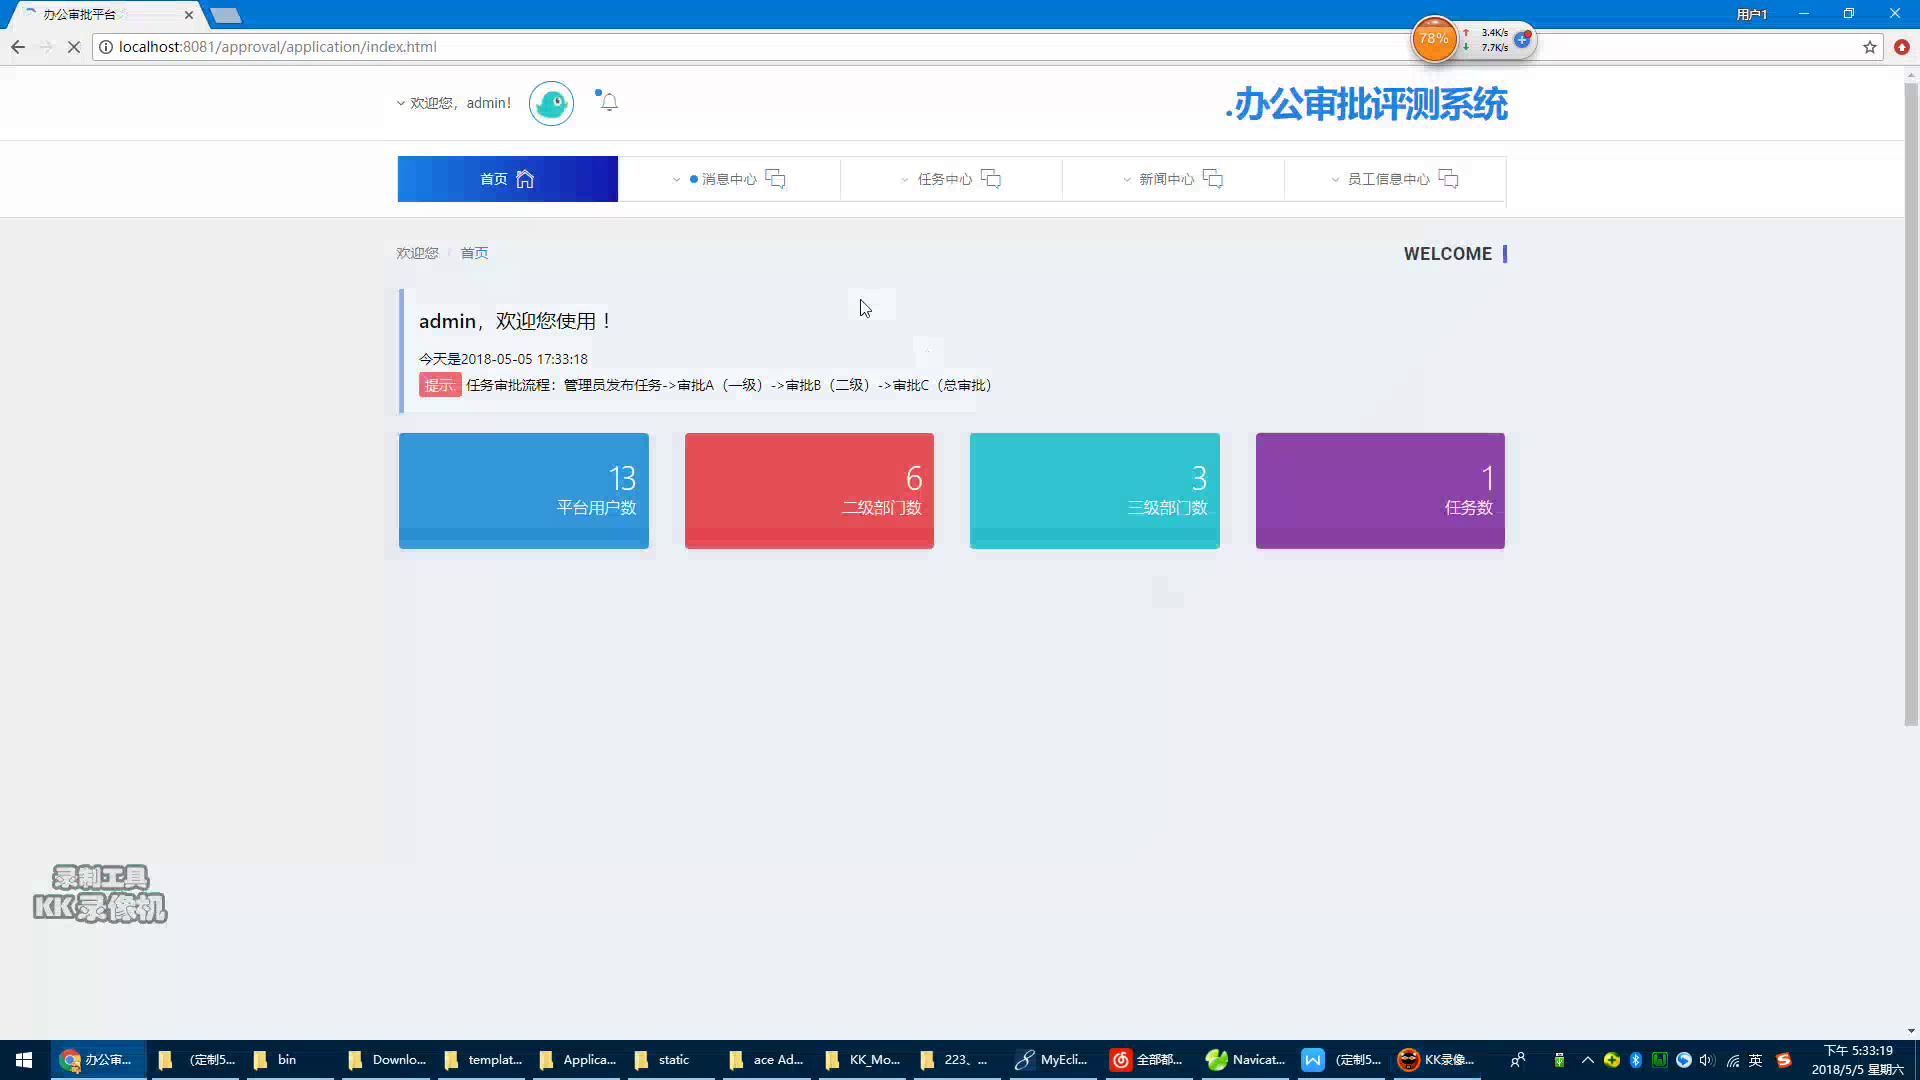 办公审批平台
用户1
localhost:8081/approval/application/index.html
78%
3.4K/s
7.7K/s
欢迎您，admin!
.办公审批评测系统
首页
消息中心
任务中心
新闻中心
员工信息中心
欢迎您 / 首页
WELCOME
admin，欢迎您使用！
今天是2018-05-05 17:33:18
提示 任务审批流程：管理员发布任务->审批A（一级）->审批B（二级）->审批C（总审批）
13
平台用户数
6
二级部门数
3
三级部门数
1
任务数
录制工具
KK录像机
办公审...
(定制5...
bin
Downlo...
templat...
Applica...
static
ace Ad...
KK_Mo...
223、...
MyEcli...
全部都...
Navicat...
(定制5...
KK录像...
英
下午 5:33:19
2018/5/5 星期六